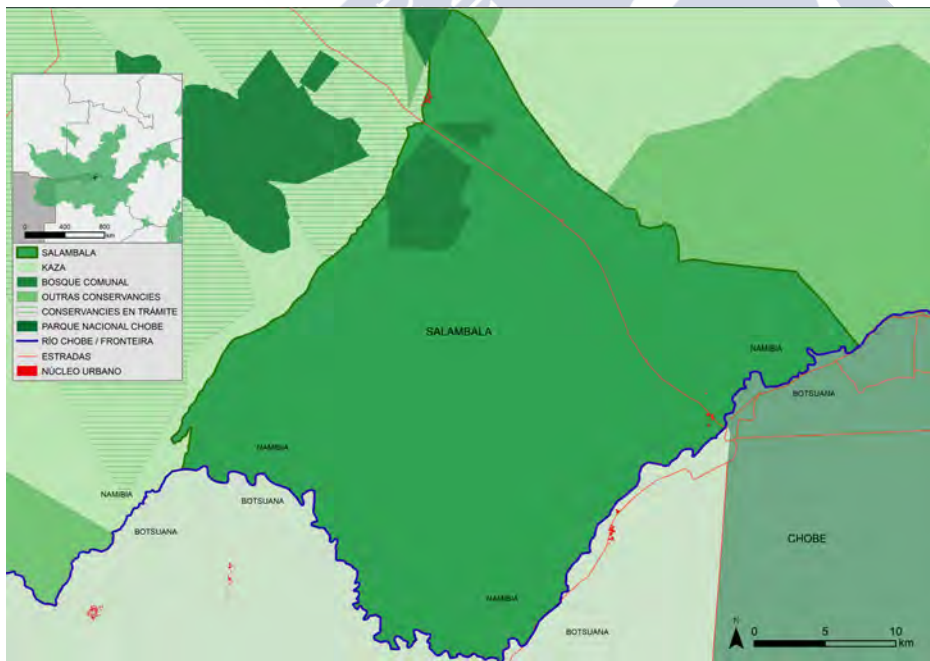 0 400 800
km
SALAMBALA
KAZA
BOSQUE COMUNAL
OUTRAS CONSERVANCIES
CONSERVANCIES EN TRÁMITE
PARQUE NACIONAL CHOBE
RÍO CHOBE / FRONTEIRA
ESTRADAS
NÚCLEO URBANO
SALAMBALA
NAMIBIA
BOTSUANA
NAMIBIA
NAMIBIA
BOTSUANA
BOTSUANA
CHOBE
NAMIBIA
BOTSUANA
N
0 5 10
km